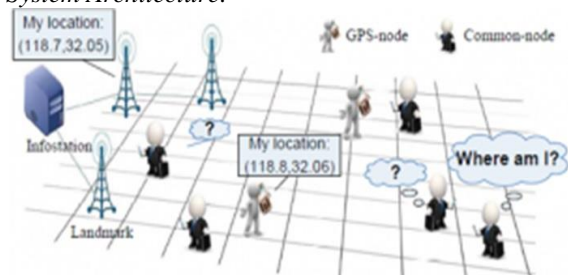 System Architecture.
My location:
(118.7,32.05)
GPS-node
Common-node
Infostation
?
My location:
(118.8,32.06)
?
Where am I?
Landmark